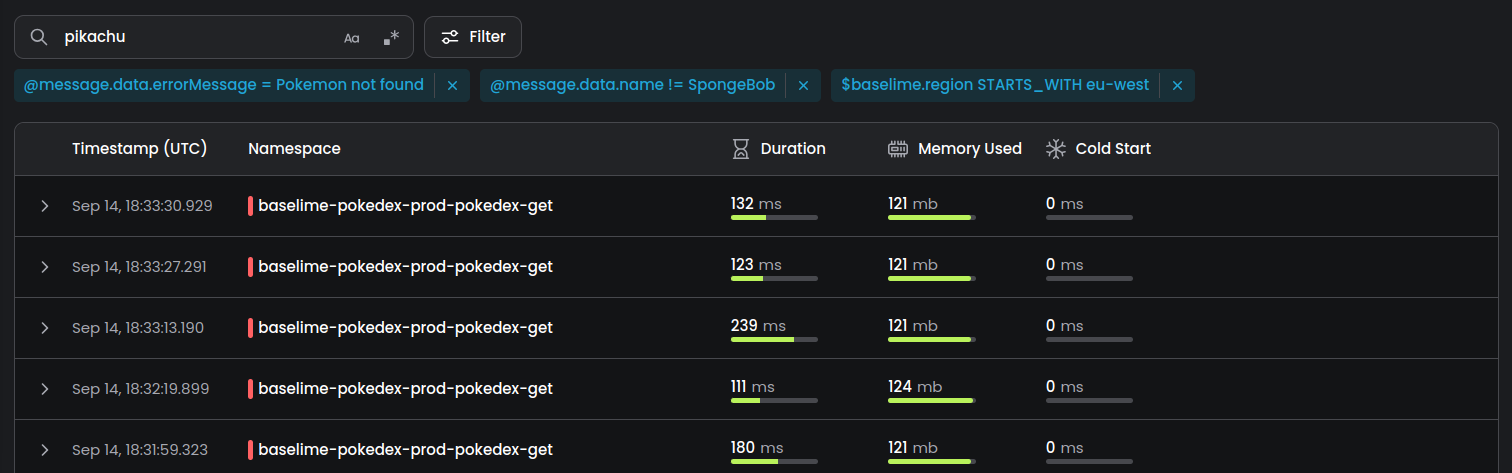 pikachu Aa .* Filter
@message.data.errorMessage = Pokemon not found × @message.data.name != SpongeBob × $baselime.region STARTS_WITH eu-west ×
Timestamp (UTC) Namespace Duration Memory Used Cold Start
Sep 14, 18:33:30.929 baselime-pokedex-prod-pokedex-get 132 ms 121 mb 0 ms
Sep 14, 18:33:27.291 baselime-pokedex-prod-pokedex-get 123 ms 121 mb 0 ms
Sep 14, 18:33:13.190 baselime-pokedex-prod-pokedex-get 239 ms 121 mb 0 ms
Sep 14, 18:32:19.899 baselime-pokedex-prod-pokedex-get 111 ms 124 mb 0 ms
Sep 14, 18:31:59.323 baselime-pokedex-prod-pokedex-get 180 ms 121 mb 0 ms